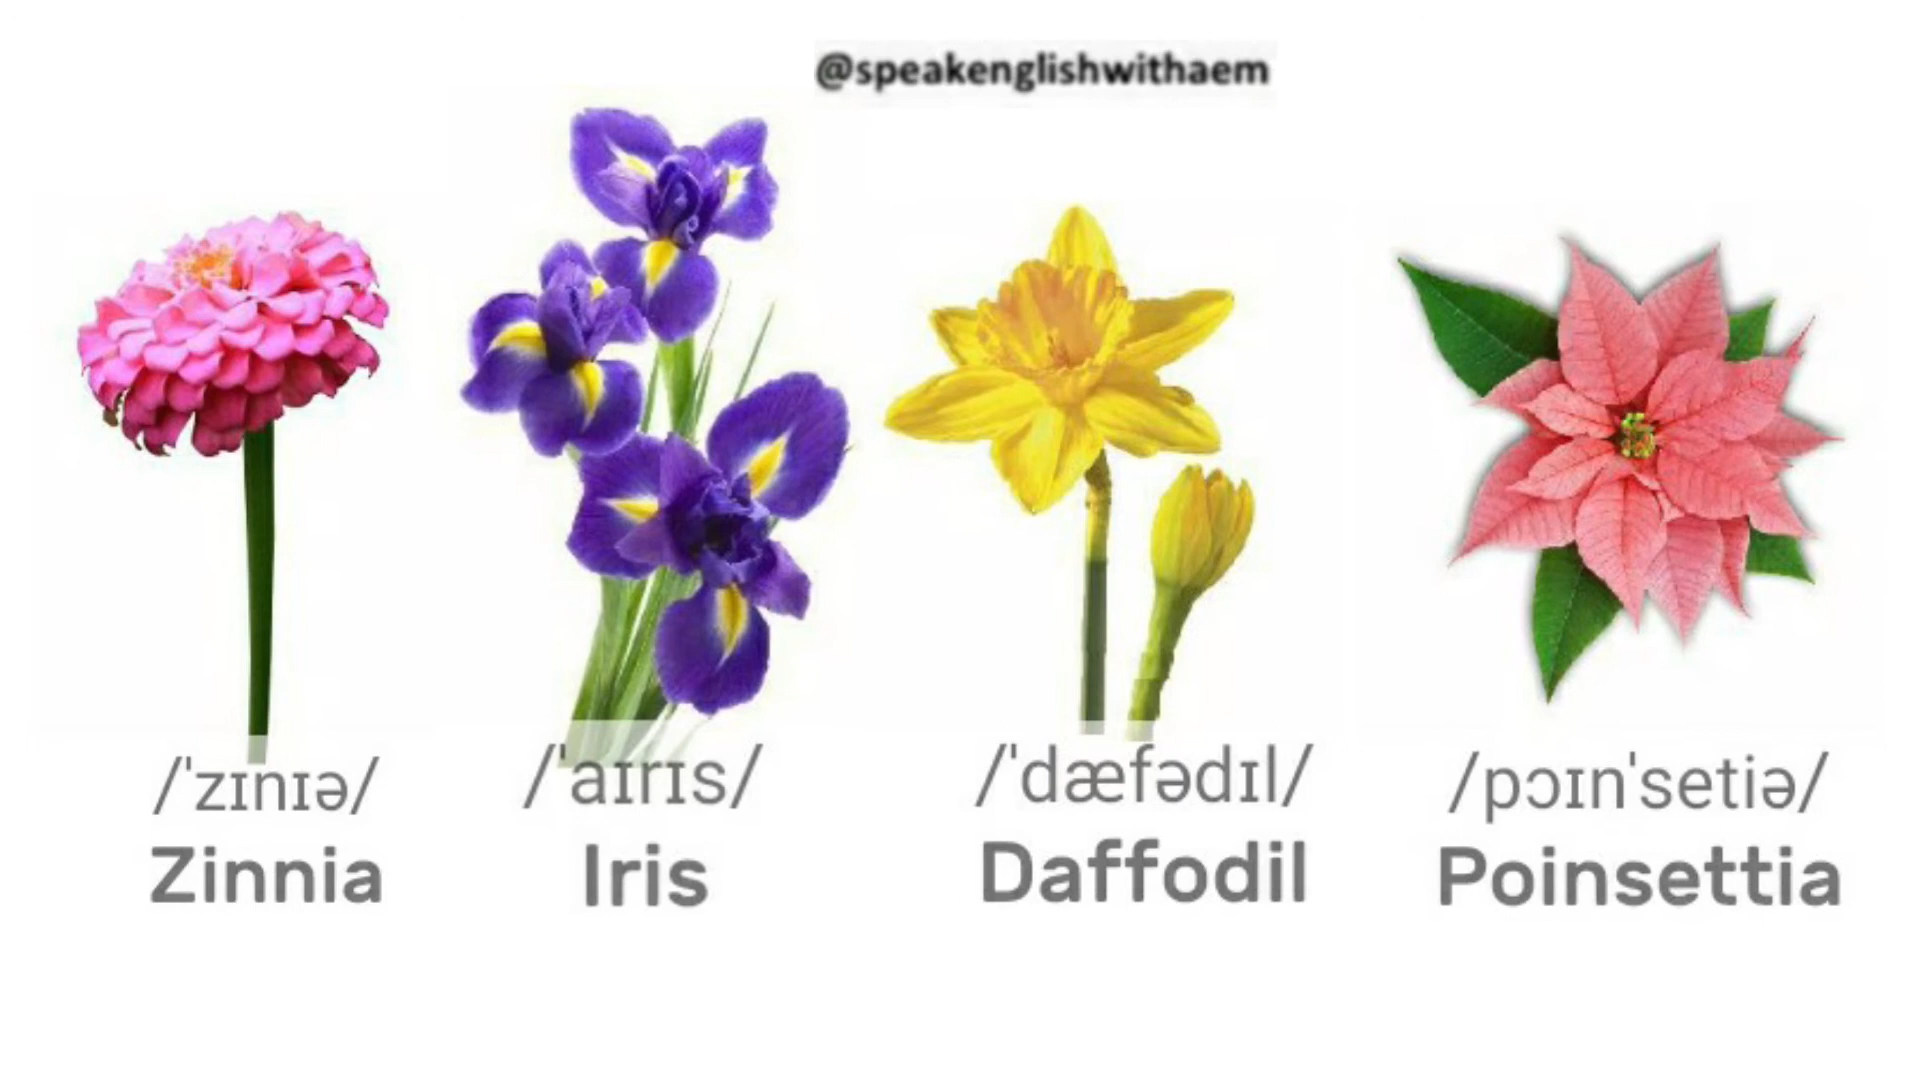 @speakenglishwithaem
/ˈzɪnɪə/
/ˈaɪrɪs/
/ˈdæfədɪl/
/pɔɪnˈsetiə/
Zinnia
Iris
Daffodil
Poinsettia